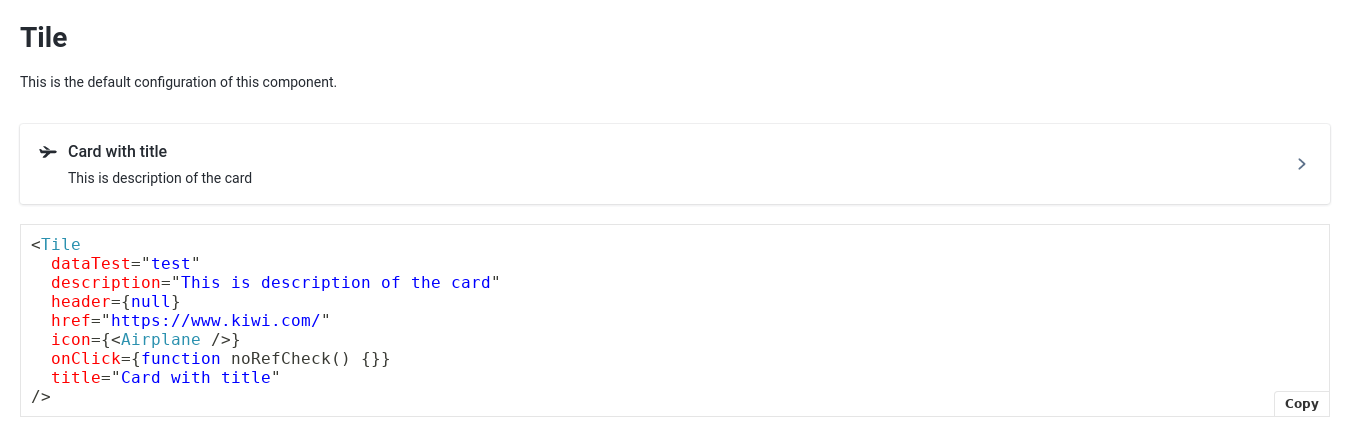 Tile
This is the default configuration of this component.
Card with title
This is description of the card
<Tile
  dataTest="test"
  description="This is description of the card"
  header={null}
  href="https://www.kiwi.com/"
  icon={<Airplane />}
  onClick={function noRefCheck() {}}
  title="Card with title"
/>
Copy